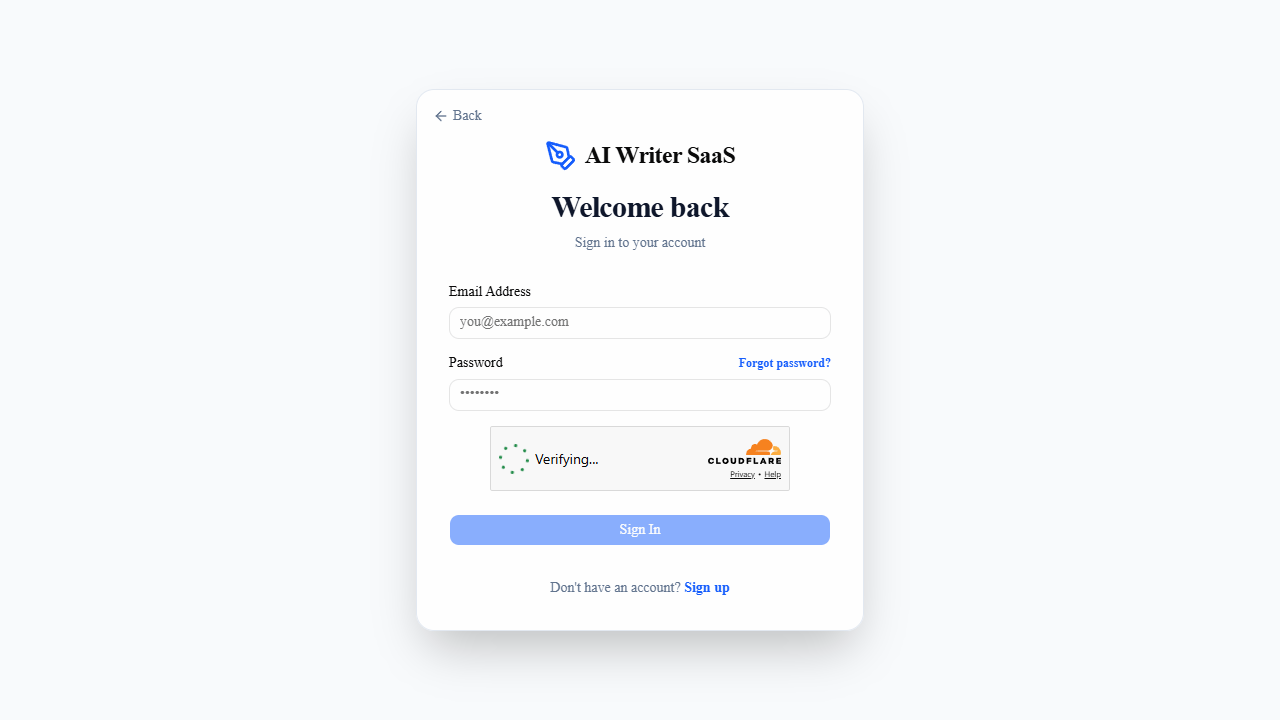 Back
AI Writer SaaS
Welcome back
Sign in to your account
Email Address
you@example.com
Password Forgot password?
••••••••
Verifying...
CLOUDFLARE
Privacy • Help
Sign In
Don't have an account? Sign up